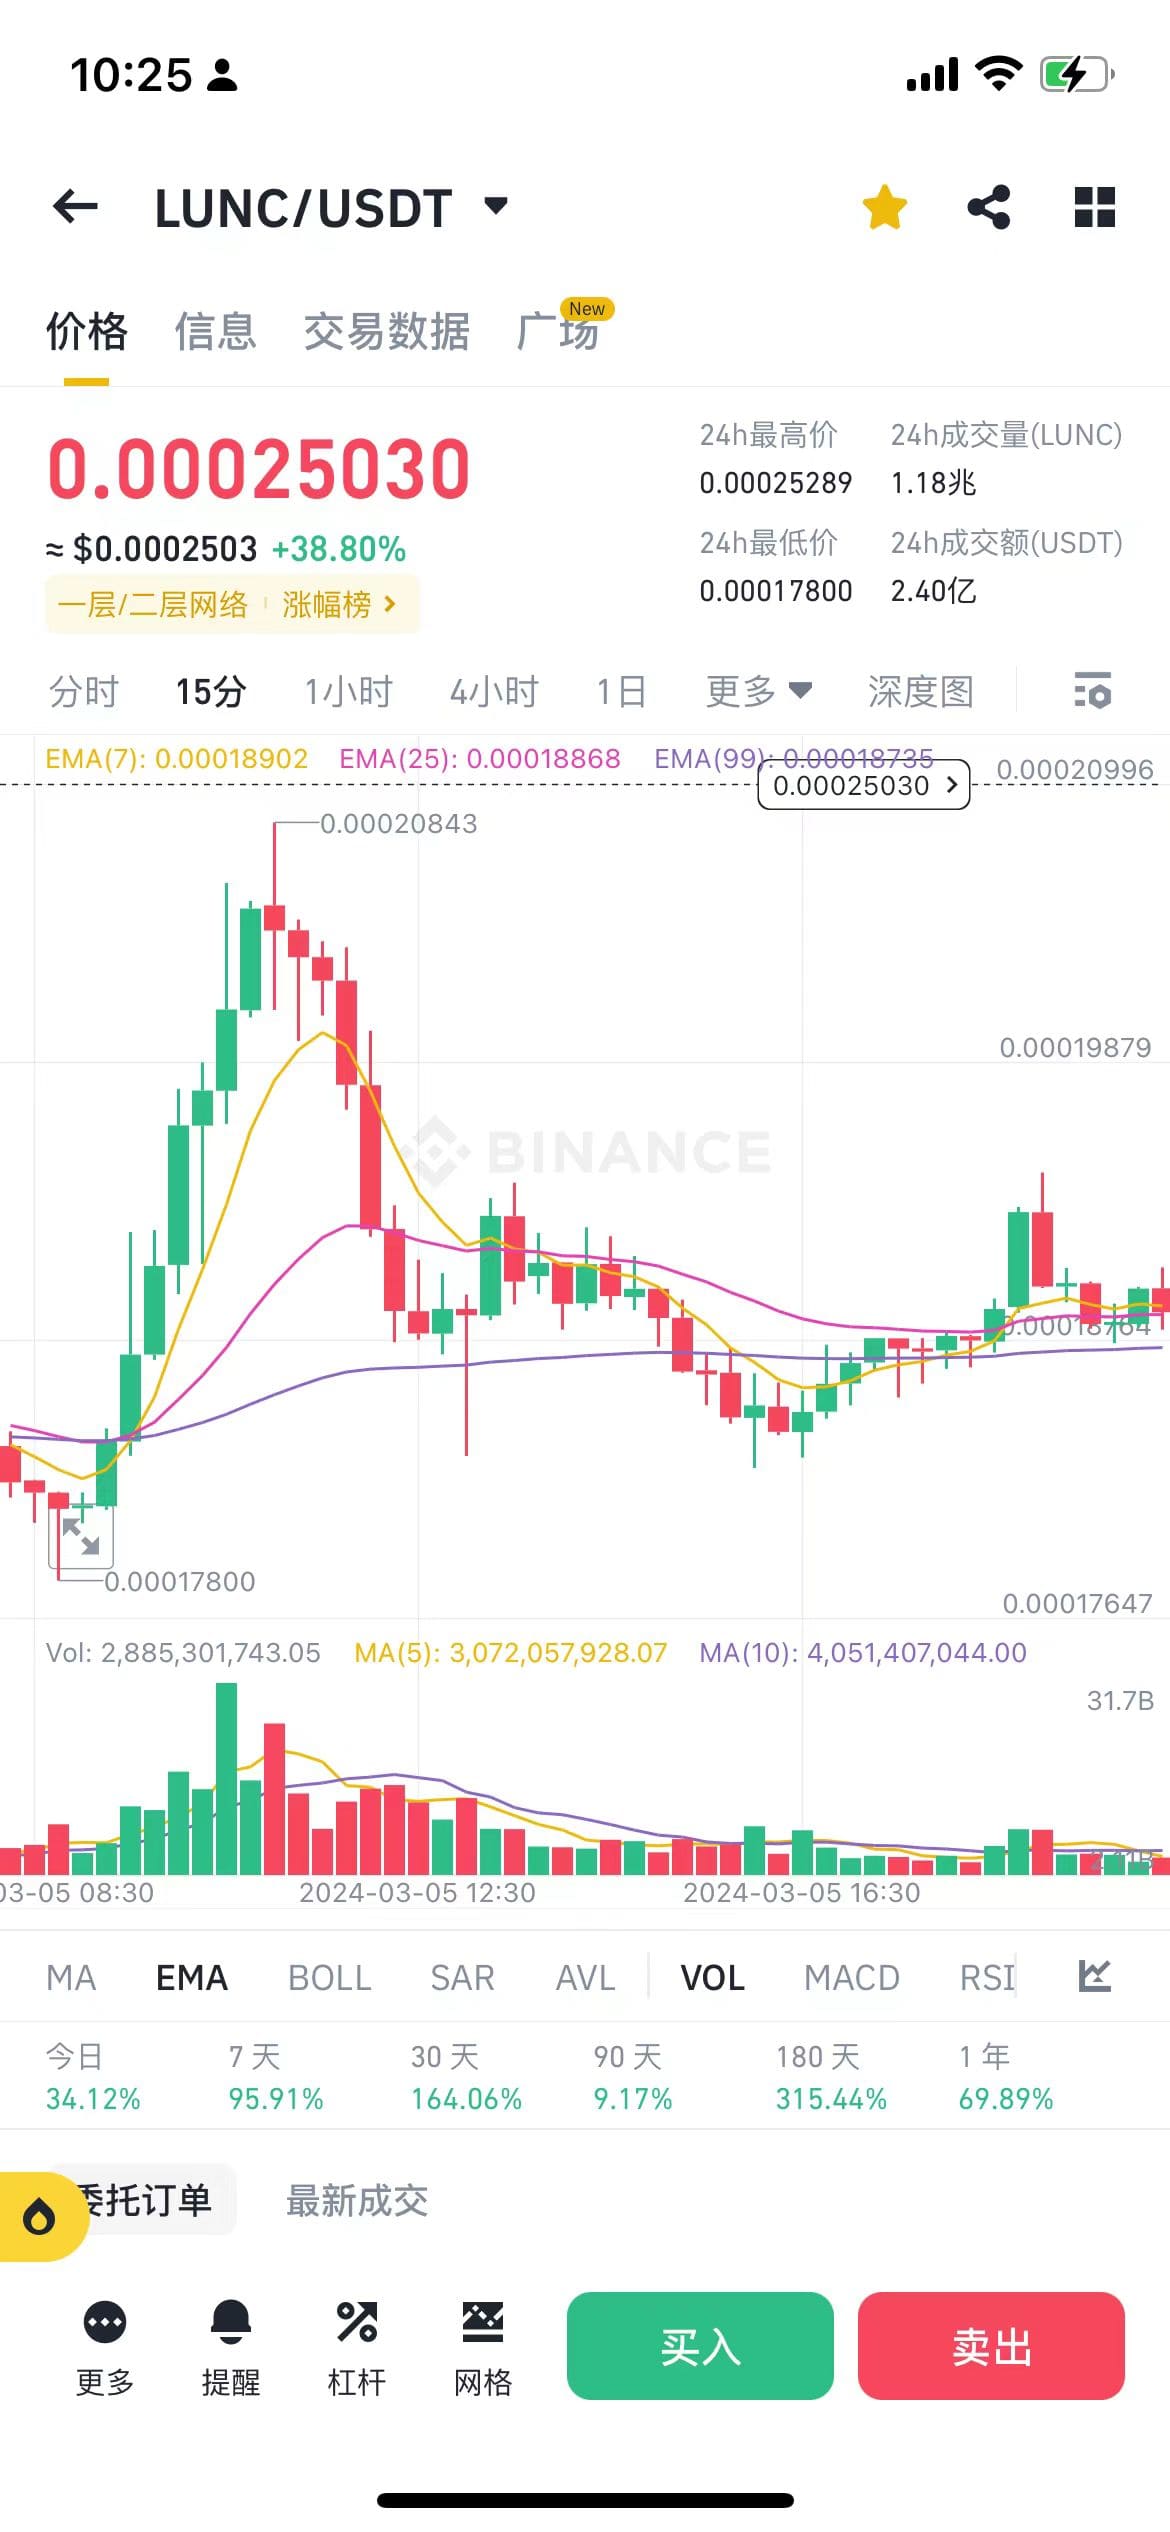 10:25
LUNC/USDT
价格 信息 交易数据 广场 New
0.00025030
≈ $0.0002503 +38.80%
一层/二层网络 涨幅榜
24h最高价 24h成交量(LUNC)
0.00025289 1.18兆
24h最低价 24h成交额(USDT)
0.00017800 2.40亿
分时 15分 1小时 4小时 1日 更多 深度图
EMA(7): 0.00018902 EMA(25): 0.00018868 EMA(99): 0.00018735
0.00020996
0.00025030
0.00020843
0.00019879
BINANCE
0.00018764
0.00017800
0.00017647
Vol: 2,885,301,743.05 MA(5): 3,072,057,928.07 MA(10): 4,051,407,044.00
31.7B
03-05 08:30 2024-03-05 12:30 2024-03-05 16:30
MA EMA BOLL SAR AVL VOL MACD RSI
今日 7 天 30 天 90 天 180 天 1 年
34.12% 95.91% 164.06% 9.17% 315.44% 69.89%
委托订单 最新成交
更多 提醒 杠杆 网格 买入 卖出